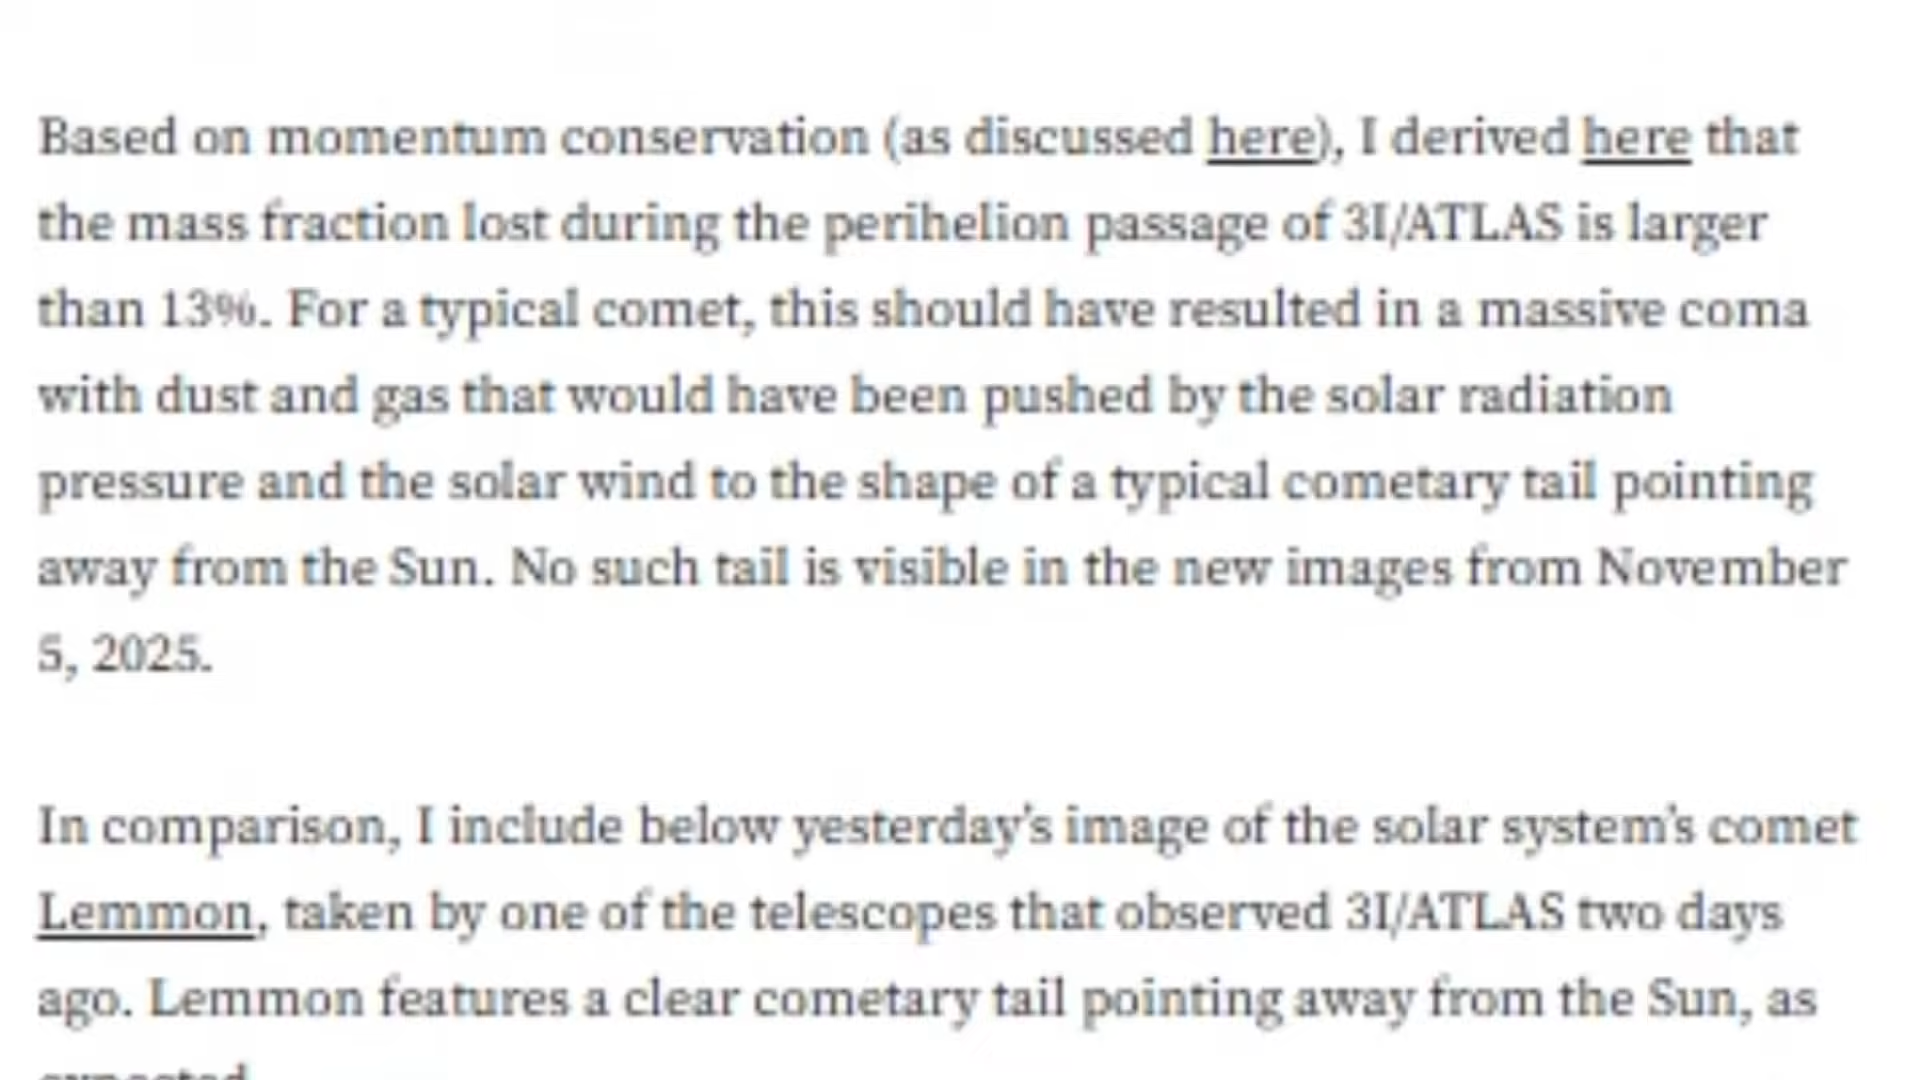 Based on momentum conservation (as discussed here), I derived here that
the mass fraction lost during the perihelion passage of 3I/ATLAS is larger
than 13%. For a typical comet, this should have resulted in a massive coma
with dust and gas that would have been pushed by the solar radiation
pressure and the solar wind to the shape of a typical cometary tail pointing
away from the Sun. No such tail is visible in the new images from November
5, 2025.
In comparison, I include below yesterday’s image of the solar system’s comet
Lemmon, taken by one of the telescopes that observed 3I/ATLAS two days
ago. Lemmon features a clear cometary tail pointing away from the Sun, as
expected.